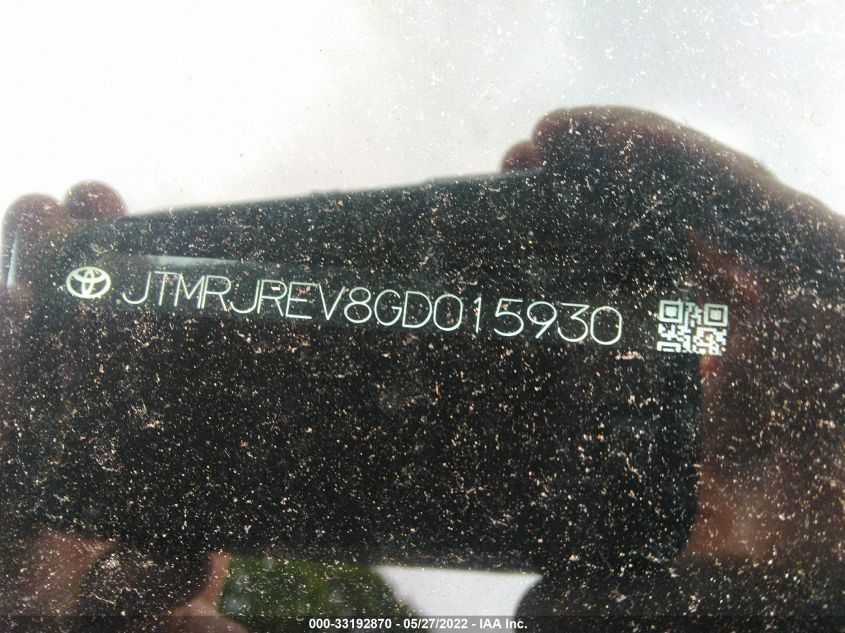 JTMRJREV8GD015930
000-33192870 - 05/27/2022 - IAA Inc.